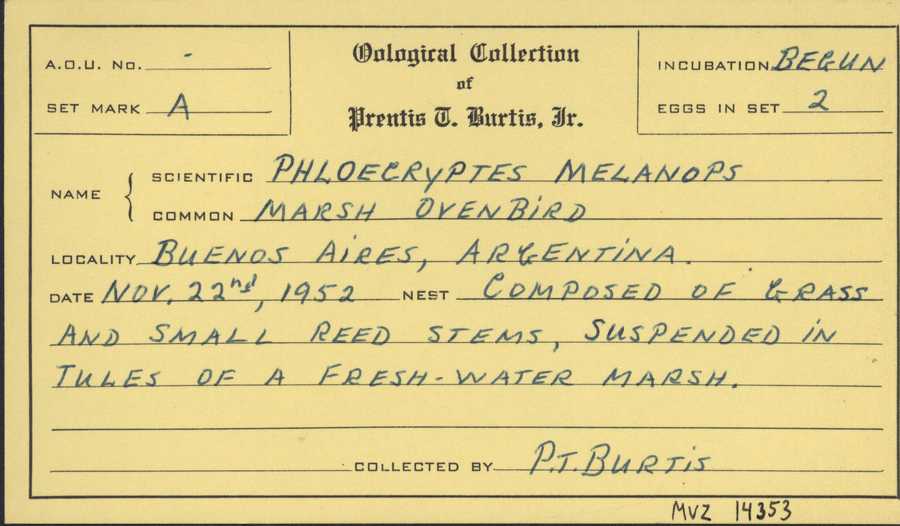 A.O.U. No. -
SET MARK A
Oological Collection
of
Prentis T. Burtis, Jr.
INCUBATION BEGUN
EGGS IN SET 2
NAME { SCIENTIFIC PHLOECRYPTES MELANOPS
COMMON MARSH OVENBIRD
LOCALITY BUENOS AIRES, ARGENTINA.
DATE NOV. 22nd, 1952 NEST COMPOSED OF GRASS
AND SMALL REED STEMS, SUSPENDED IN
TULES OF A FRESH-WATER MARSH.
COLLECTED BY P.T. BURTIS
MVZ 14353